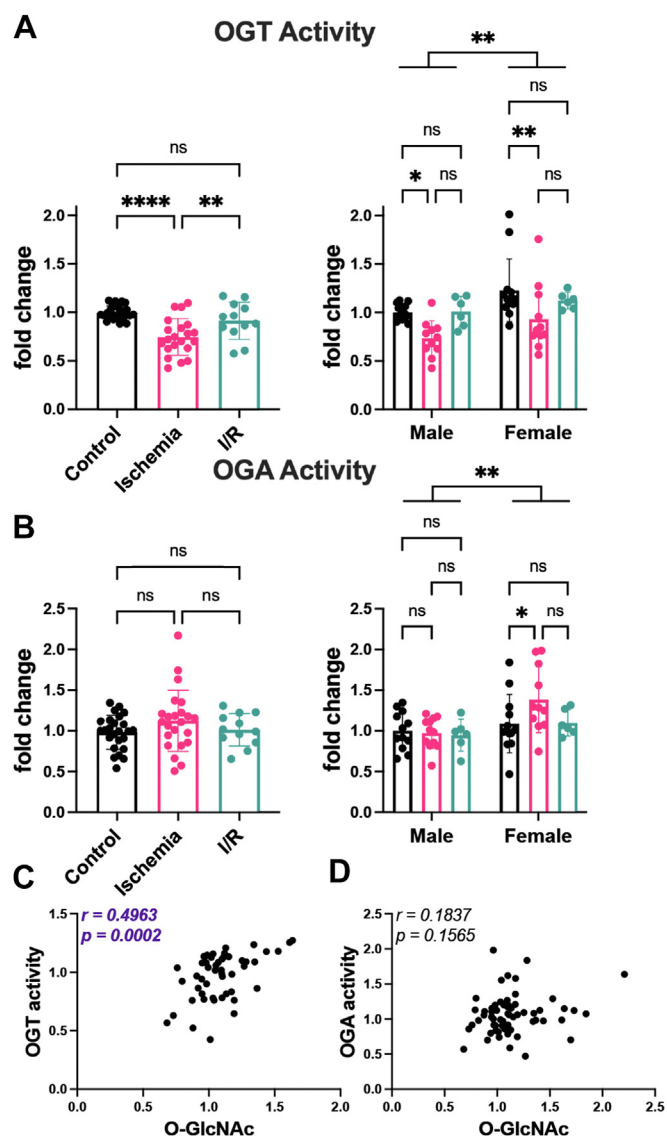 A
OGT Activity
ns
**** **
fold change
2.0
1.5
1.0
0.5
0.0
Control
Ischemia
I/R
**
ns
ns **
* ns ns
fold change
2.0
1.5
1.0
0.5
0.0
Male Female
OGA Activity
B
ns
ns ns
fold change
2.5
2.0
1.5
1.0
0.5
0.0
Control
Ischemia
I/R
**
ns
ns ns
ns * ns
fold change
2.5
2.0
1.5
1.0
0.5
0.0
Male Female
C
r = 0.4963
p = 0.0002
OGT activity
1.5
1.0
0.5
0.0
0.0 0.5 1.0 1.5 2.0
O-GlcNAc
D
r = 0.1837
p = 0.1565
OGA activity
2.5
2.0
1.5
1.0
0.5
0.0
0.0 0.5 1.0 1.5 2.0 2.5
O-GlcNAc